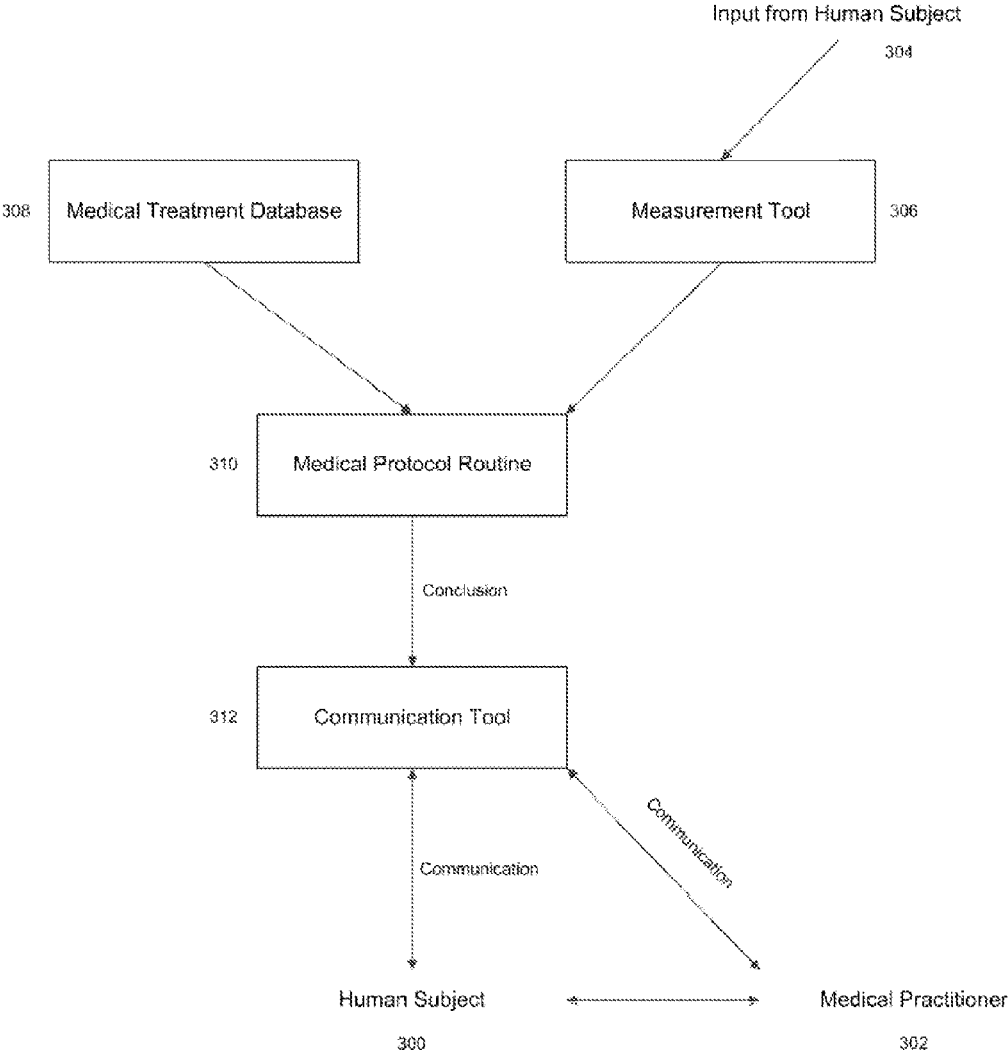 Input from Human Subject
304
308
Medical Treatment Database
Measurement Tool
306
310
Medical Protocol Routine
Conclusion
312
Communication Tool
Communication
Communication
Human Subject
Medical Practitioner
300
302